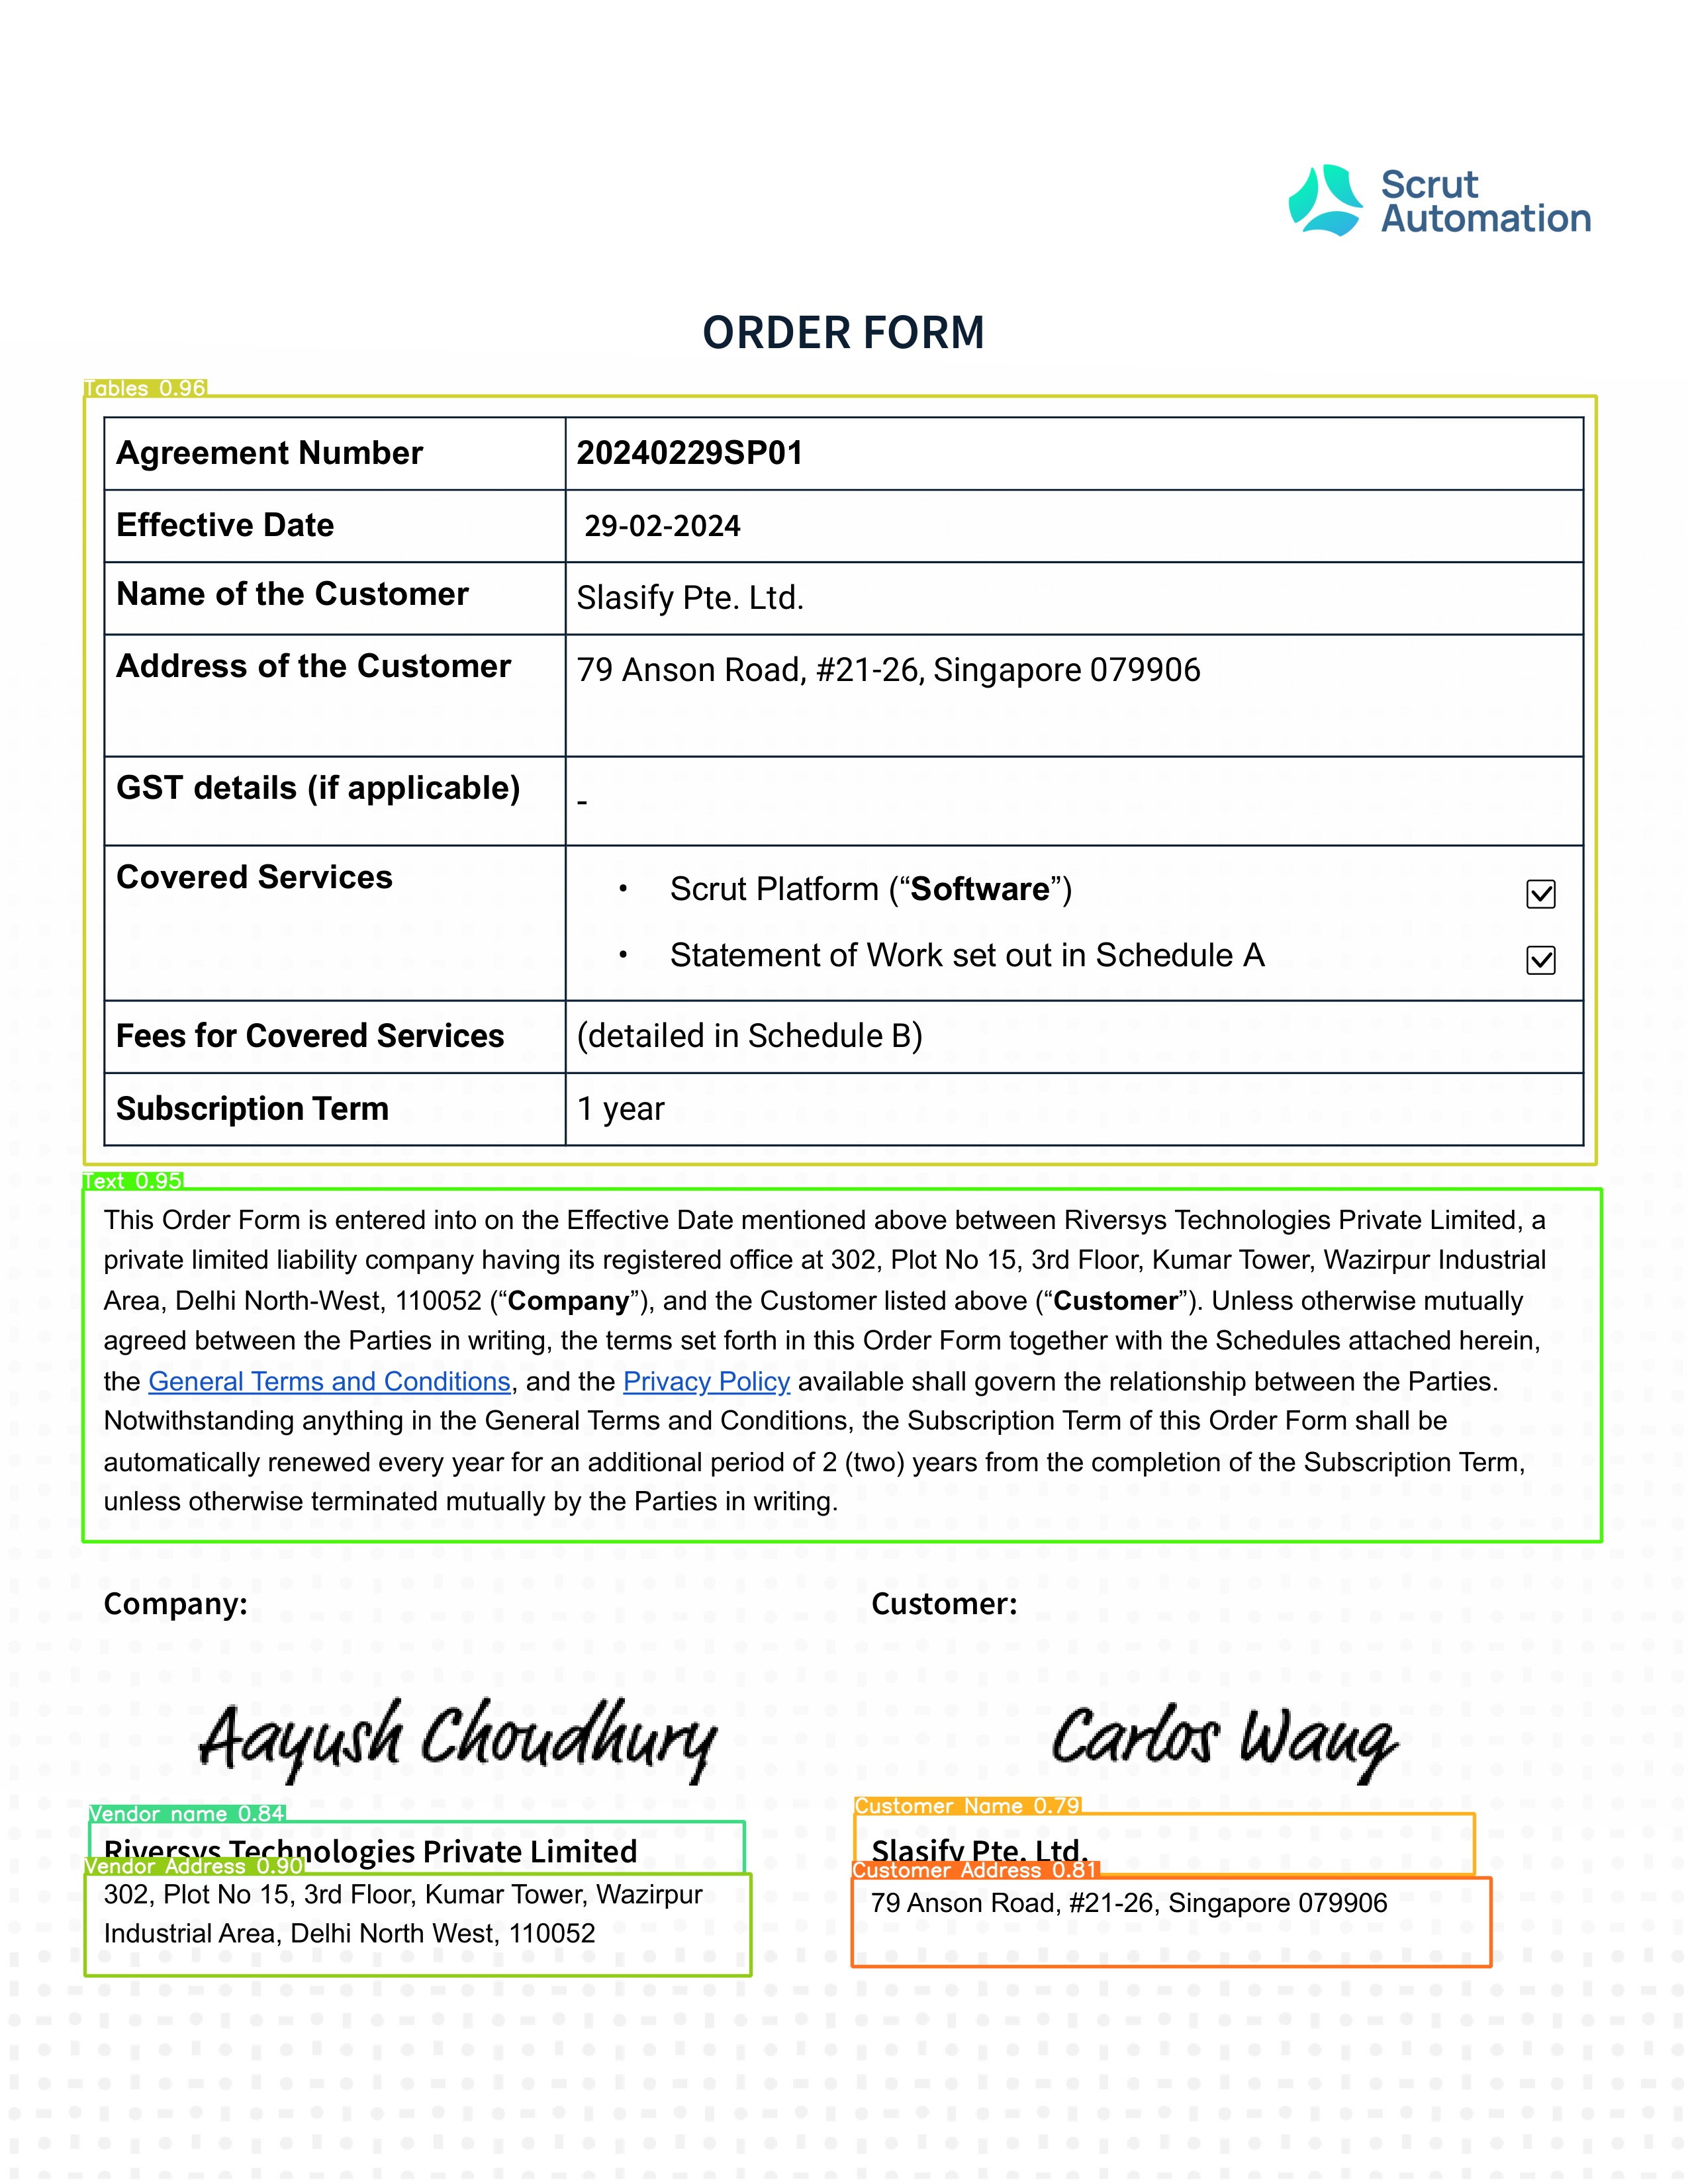 Scrut
Automation
ORDER FORM
Tables 0.96
Agreement Number 20240229SP01
Effective Date 29-02-2024
Name of the Customer Slasify Pte. Ltd.
Address of the Customer 79 Anson Road, #21-26, Singapore 079906
GST details (if applicable) -
Covered Services
• Scrut Platform (“Software”) ☑
• Statement of Work set out in Schedule A ☑
Fees for Covered Services (detailed in Schedule B)
Subscription Term 1 year
Text 0.95
This Order Form is entered into on the Effective Date mentioned above between Riversys Technologies Private Limited, a
private limited liability company having its registered office at 302, Plot No 15, 3rd Floor, Kumar Tower, Wazirpur Industrial
Area, Delhi North-West, 110052 (“Company”), and the Customer listed above (“Customer”). Unless otherwise mutually
agreed between the Parties in writing, the terms set forth in this Order Form together with the Schedules attached herein,
the General Terms and Conditions, and the Privacy Policy available shall govern the relationship between the Parties.
Notwithstanding anything in the General Terms and Conditions, the Subscription Term of this Order Form shall be
automatically renewed every year for an additional period of 2 (two) years from the completion of the Subscription Term,
unless otherwise terminated mutually by the Parties in writing.
Company: Customer:
Aayush Choudhury Carlos Wang
Vendor name 0.84 Customer Name 0.79
Riversys Technologies Private Limited Slasify Pte. Ltd.
Vendor Address 0.90 Customer Address 0.81
302, Plot No 15, 3rd Floor, Kumar Tower, Wazirpur 79 Anson Road, #21-26, Singapore 079906
Industrial Area, Delhi North West, 110052